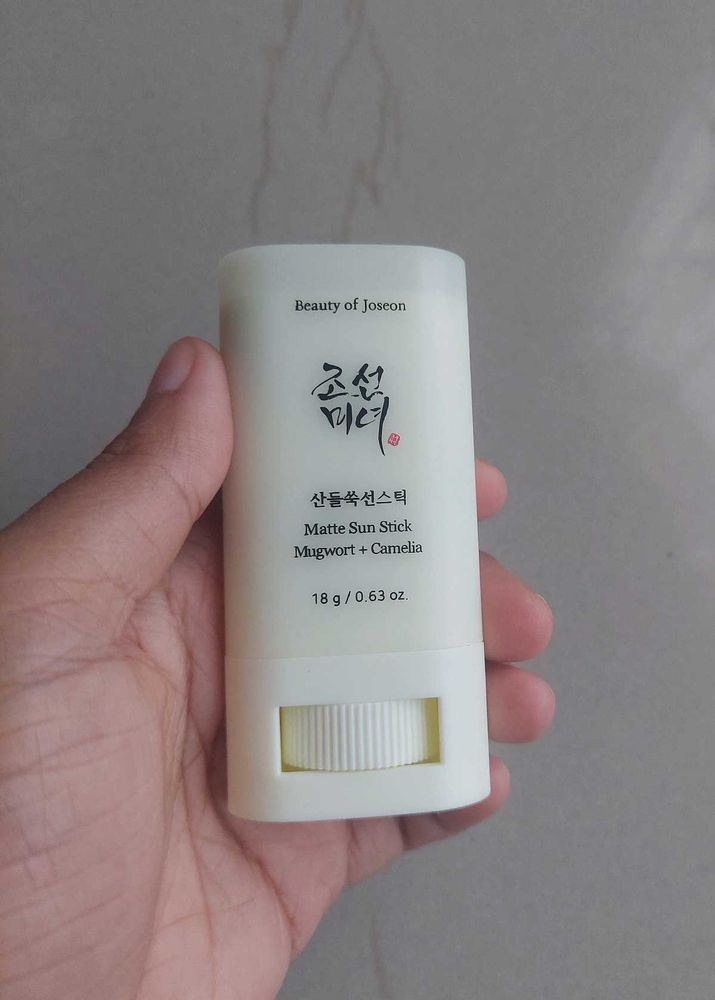 Beauty of Joseon
조선
미녀
산들쑥선스틱
Matte Sun Stick
Mugwort + Camelia
18 g / 0.63 oz.